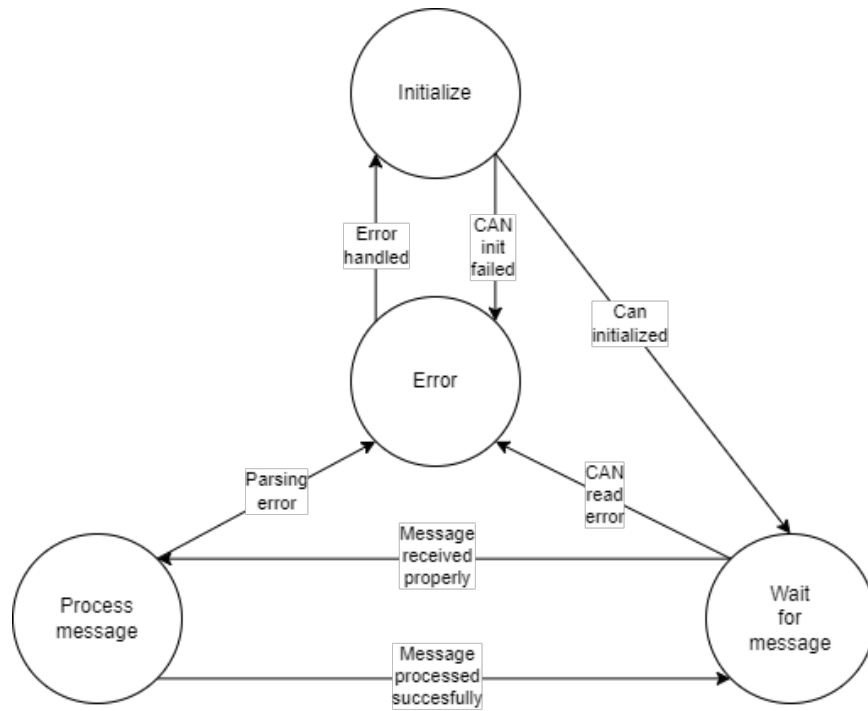 Initialize
Error
handled
CAN
init
failed
Can
initialized
Error
Parsing
error
CAN
read
error
Message
received
properly
Process
message
Wait
for
message
Message
processed
succesfully